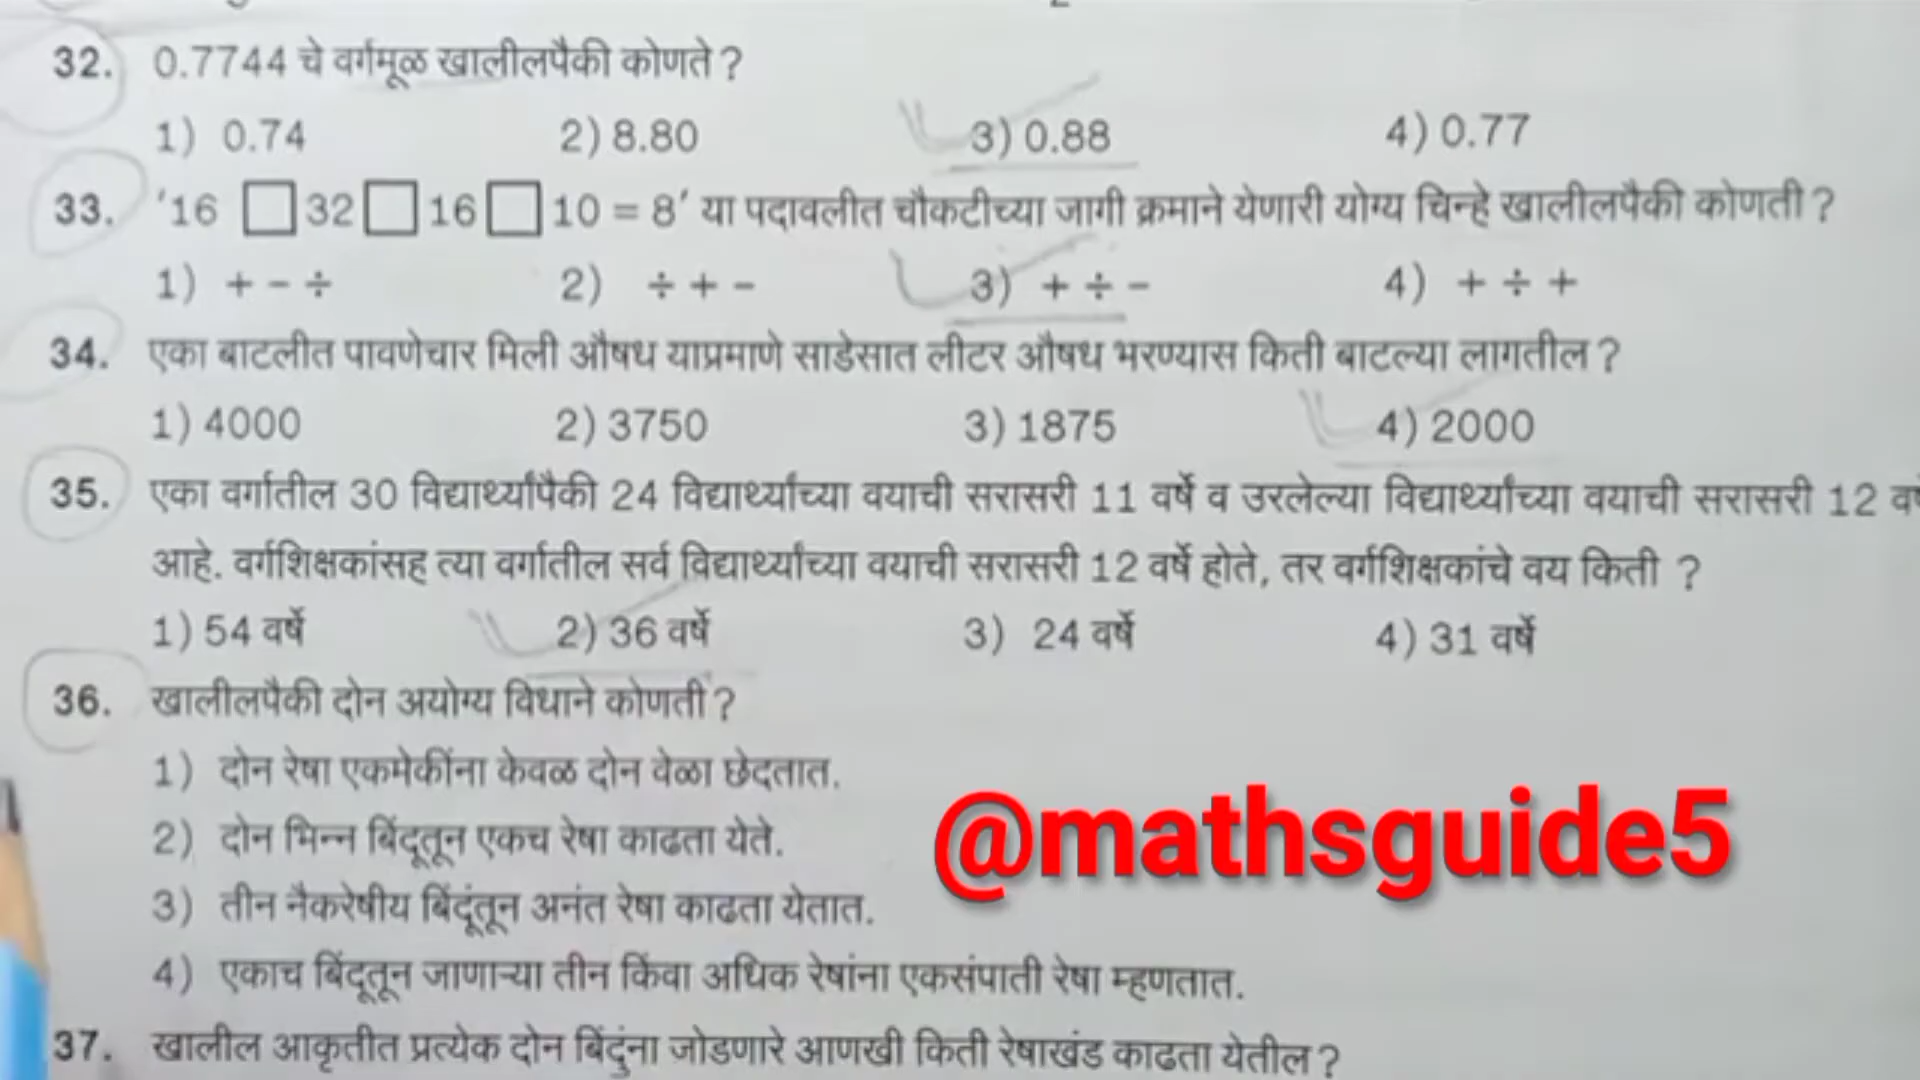 32. 0.7744 चे वर्गमूळ खालीलपैकी कोणते ?
1) 0.74 2) 8.80 3) 0.88 4) 0.77
33. '16 □ 32 □ 16 □ 10 = 8' या पदावलीत चौकटीच्या जागी क्रमाने येणारी योग्य चिन्हे खालीलपैकी कोणती ?
1) + − ÷ 2) ÷ + − 3) + ÷ − 4) + ÷ +
34. एका बाटलीत पावणेचार मिली औषध याप्रमाणे साडेसात लीटर औषध भरण्यास किती बाटल्या लागतील ?
1) 4000 2) 3750 3) 1875 4) 2000
35. एका वर्गातील 30 विद्यार्थ्यांपैकी 24 विद्यार्थ्यांच्या वयाची सरासरी 11 वर्षे व उरलेल्या विद्यार्थ्यांच्या वयाची सरासरी 12
आहे. वर्गशिक्षकांसह त्या वर्गातील सर्व विद्यार्थ्यांच्या वयाची सरासरी 12 वर्षे होते, तर वर्गशिक्षकांचे वय किती ?
1) 54 वर्षे 2) 36 वर्षे 3) 24 वर्षे 4) 31 वर्षे
36. खालीलपैकी दोन अयोग्य विधाने कोणती ?
1) दोन रेषा एकमेकींना केवळ दोन वेळा छेदतात.
2) दोन भिन्न बिंदूतून एकच रेषा काढता येते.
3) तीन नैकरेषीय बिंदूंतून अनंत रेषा काढता येतात.
4) एकाच बिंदूतून जाणाऱ्या तीन किंवा अधिक रेषांना एकसंपाती रेषा म्हणतात.
@mathsguide5
37. खालील आकृतीत प्रत्येक दोन बिंदुंना जोडणारे आणखी किती रेषाखंड काढता येतील ?